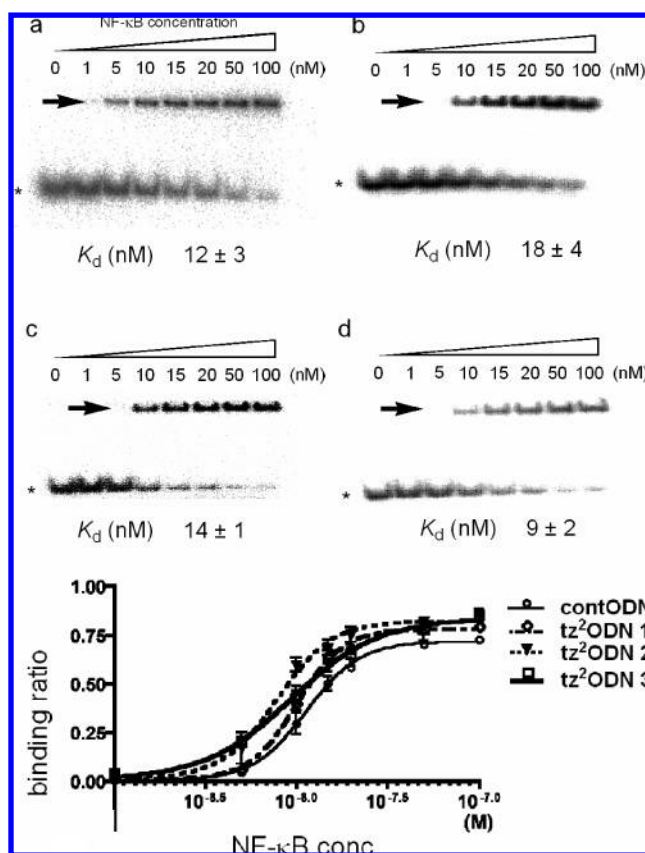 a
NF-κB concentration
0 1 5 10 15 20 50 100 (nM)
*
Kd (nM) 12 ± 3
b
0 1 5 10 15 20 50 100 (nM)
*
Kd (nM) 18 ± 4
c
0 1 5 10 15 20 50 100 (nM)
*
Kd (nM) 14 ± 1
d
0 1 5 10 15 20 50 100 (nM)
*
Kd (nM) 9 ± 2
binding ratio
1.00
0.75
0.50
0.25
0.00
10^-8.5 10^-8.0 10^-7.5 10^-7.0
(M)
NF-κB conc
contODN
tz²ODN 1
tz²ODN 2
tz²ODN 3